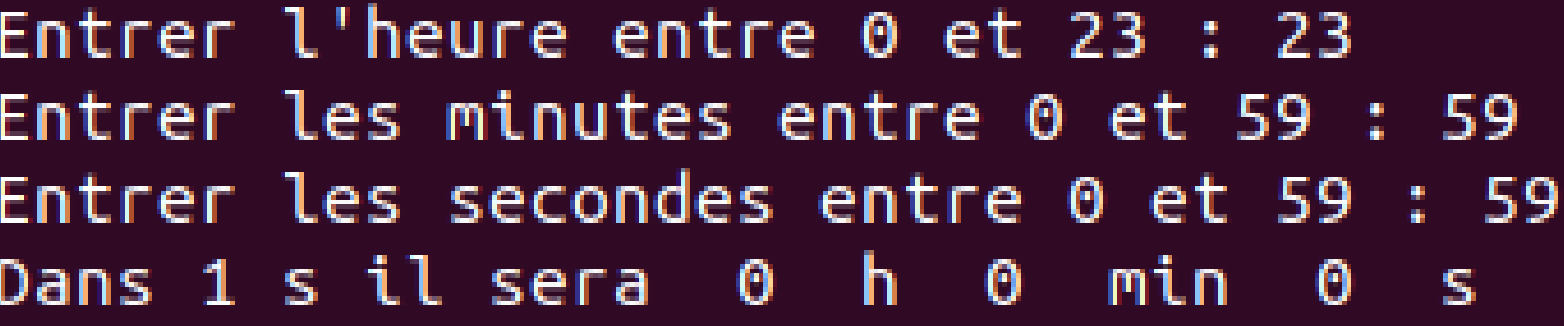 Entrer l'heure entre 0 et 23 : 23
Entrer les minutes entre 0 et 59 : 59
Entrer les secondes entre 0 et 59 : 59
Dans 1 s il sera  0  h  0  min  0  s